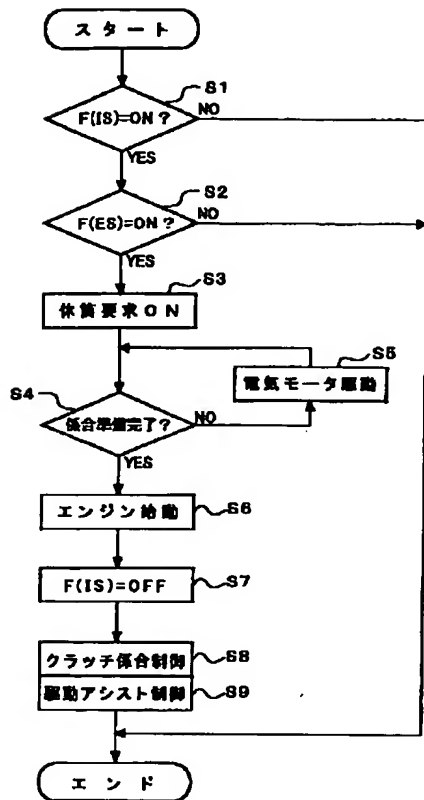 スタート
S1
F(IS)=ON?
NO
YES
S2
F(ES)=ON?
NO
YES
S3
休筒要求ON
S5
電気モータ駆動
S4
係合準備完了?
NO
YES
エンジン始動
S6
F(IS)=OFF
S7
クラッチ係合制御
S8
駆動アシスト制御
S9
エンド